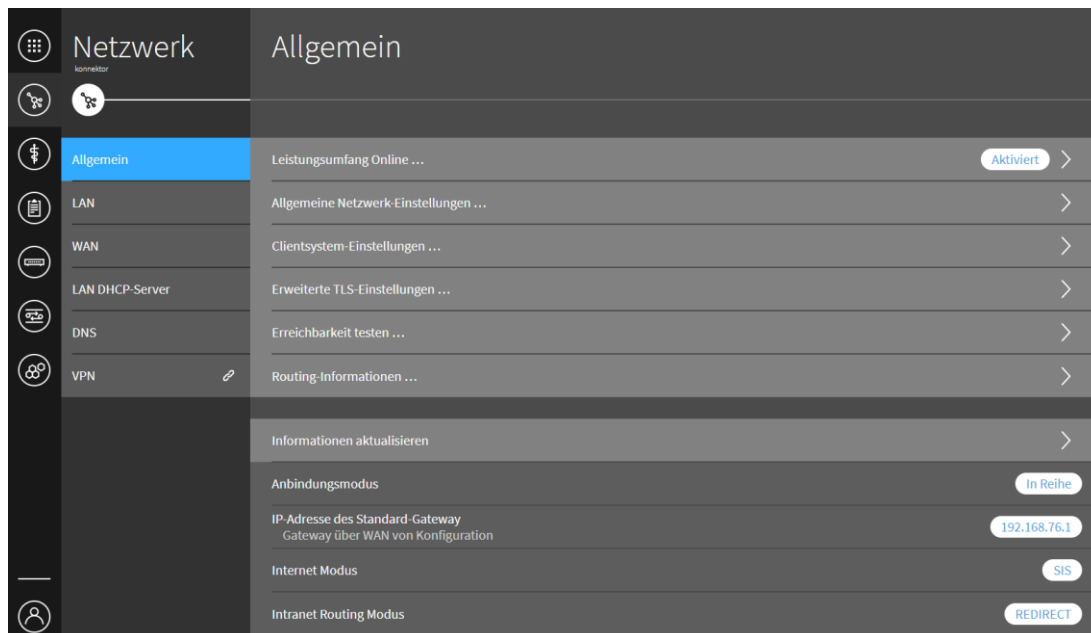 Netzwerk
konnektor
Allgemein
Allgemein
LAN
WAN
LAN DHCP-Server
DNS
VPN
Leistungsumfang Online ... Aktiviert
Allgemeine Netzwerk-Einstellungen ...
Clientsystem-Einstellungen ...
Erweiterte TLS-Einstellungen ...
Erreichbarkeit testen ...
Routing-Informationen ...
Informationen aktualisieren
Anbindungsmodus In Reihe
IP-Adresse des Standard-Gateway
Gateway über WAN von Konfiguration
192.168.76.1
Internet Modus SIS
Intranet Routing Modus REDIRECT